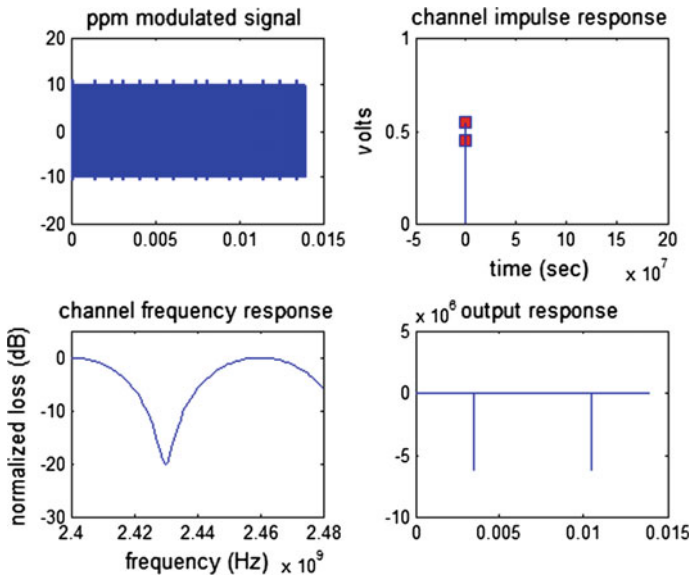 ppm modulated signal
20
10
0
-10
-20
0 0.005 0.01 0.015
channel impulse response
volts
1
0.5
0
-5 0 5 10 15 20
time (sec) x 10^7
channel frequency response
normalized loss (dB)
0
-10
-20
-30
2.4 2.42 2.44 2.46 2.48
frequency (Hz) x 10^9
x 10^6 output response
5
0
-5
-10
0 0.005 0.01 0.015